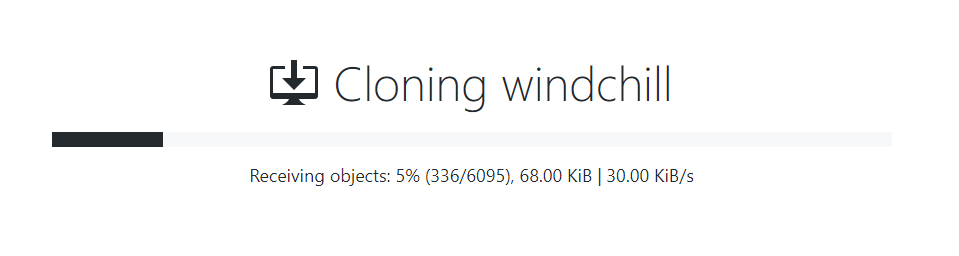 Cloning windchill
Receiving objects: 5% (336/6095), 68.00 KiB | 30.00 KiB/s